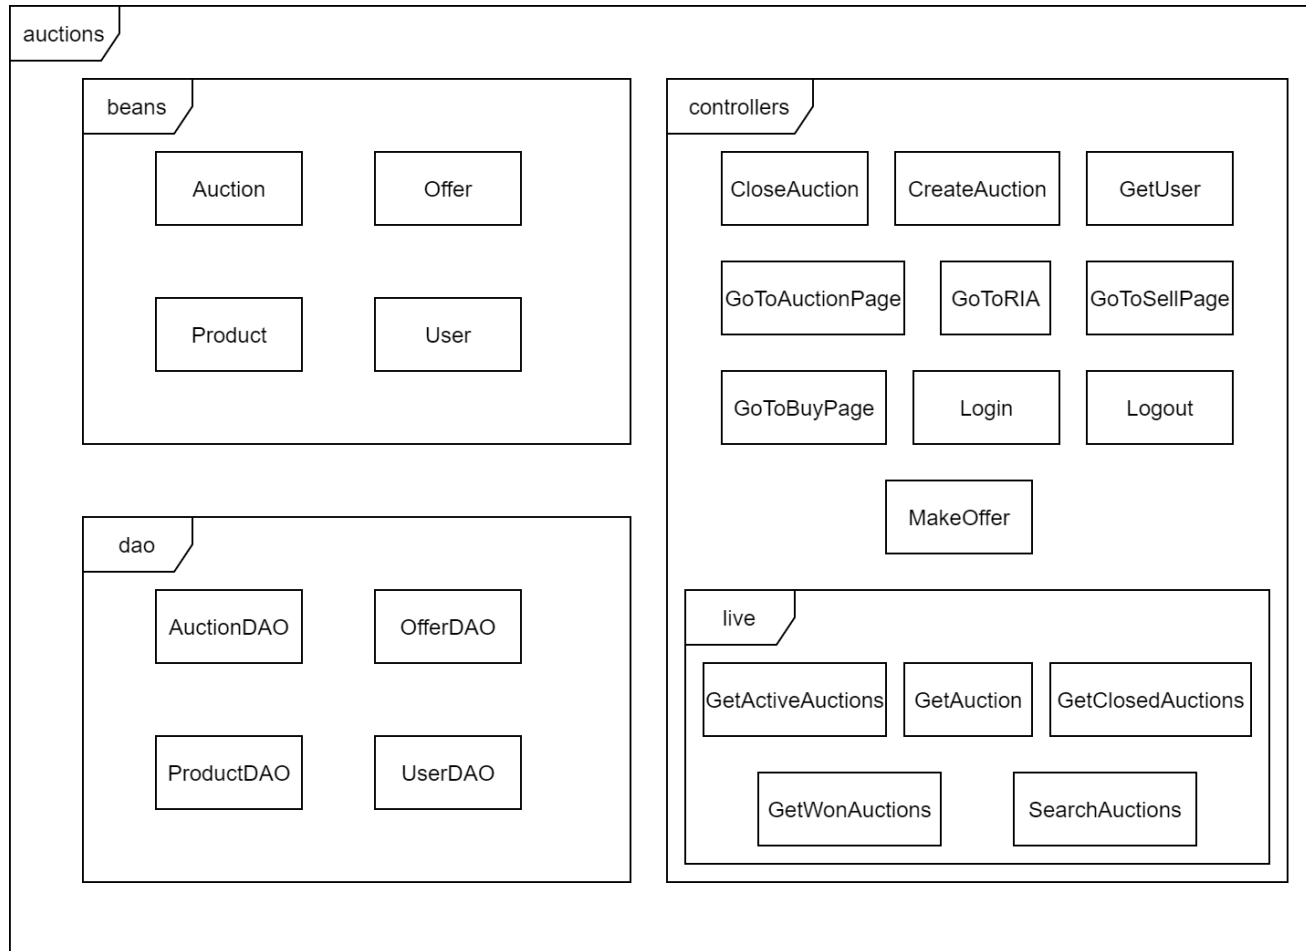 auctions
beans
Auction
Offer
Product
User
dao
AuctionDAO
OfferDAO
ProductDAO
UserDAO
controllers
CloseAuction
CreateAuction
GetUser
GoToAuctionPage
GoToRIA
GoToSellPage
GoToBuyPage
Login
Logout
MakeOffer
live
GetActiveAuctions
GetAuction
GetClosedAuctions
GetWonAuctions
SearchAuctions